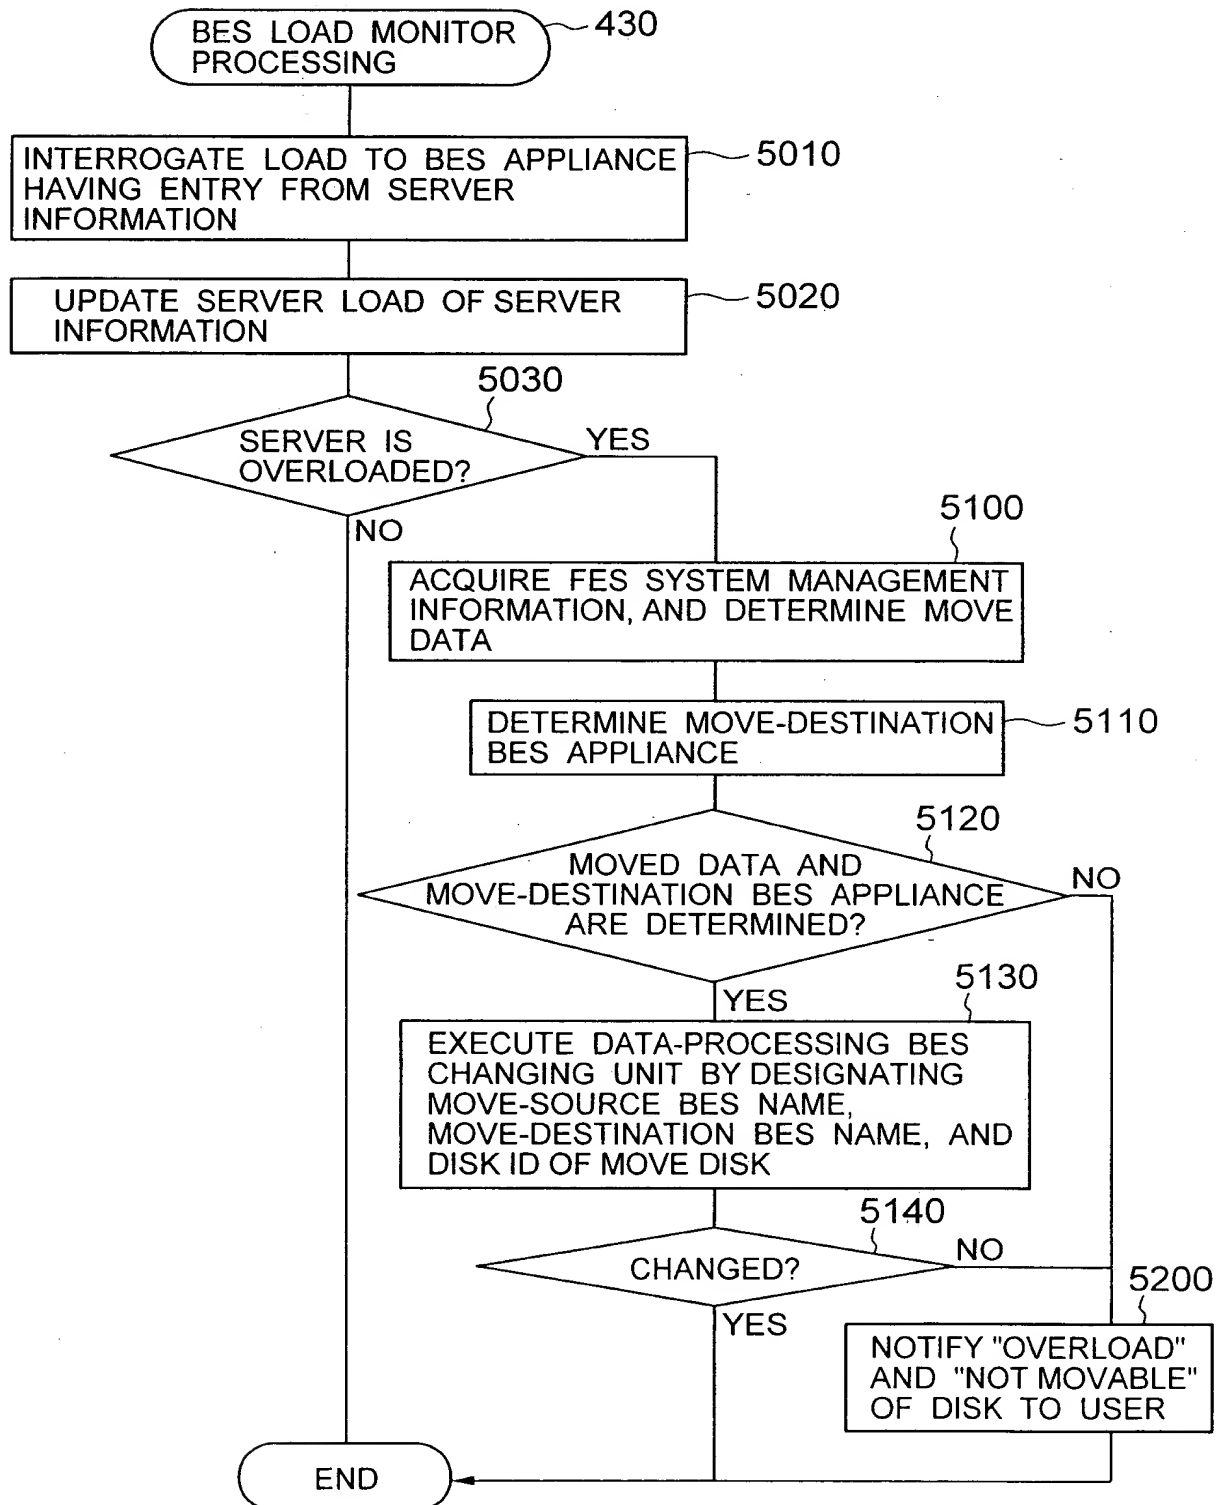 BES LOAD MONITOR
PROCESSING
430
INTERROGATE LOAD TO BES APPLIANCE
HAVING ENTRY FROM SERVER
INFORMATION
5010
UPDATE SERVER LOAD OF SERVER
INFORMATION
5020
5030
SERVER IS
OVERLOADED?
YES
NO
5100
ACQUIRE FES SYSTEM MANAGEMENT
INFORMATION, AND DETERMINE MOVE
DATA
DETERMINE MOVE-DESTINATION
BES APPLIANCE
5110
5120
MOVED DATA AND
MOVE-DESTINATION BES APPLIANCE
ARE DETERMINED?
NO
YES
5130
EXECUTE DATA-PROCESSING BES
CHANGING UNIT BY DESIGNATING
MOVE-SOURCE BES NAME,
MOVE-DESTINATION BES NAME, AND
DISK ID OF MOVE DISK
5140
CHANGED?
NO
YES
5200
NOTIFY "OVERLOAD"
AND "NOT MOVABLE"
OF DISK TO USER
END